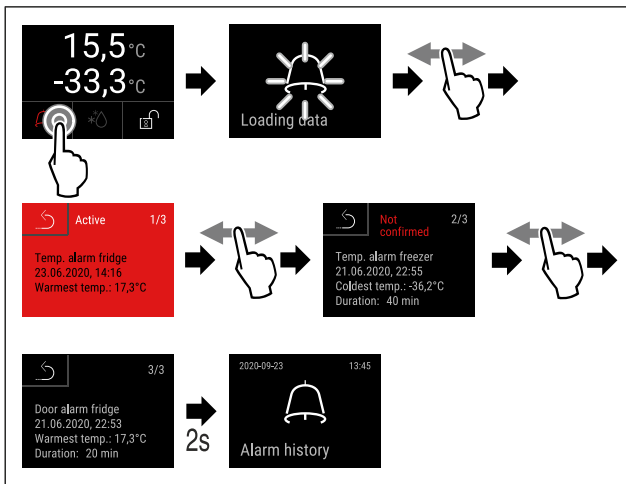 15,5°C
-33,3°C
Loading data
Active 1/3
Temp. alarm fridge
23.06.2020, 14:16
Warmest temp.: 17,3°C
Not confirmed 2/3
Temp. alarm freezer
21.06.2020, 22:55
Coldest temp.: -36,2°C
Duration: 40 min
3/3
Door alarm fridge
21.06.2020, 22:53
Warmest temp.: 17,3°C
Duration: 20 min
2s
2020-09-23 13:45
Alarm history